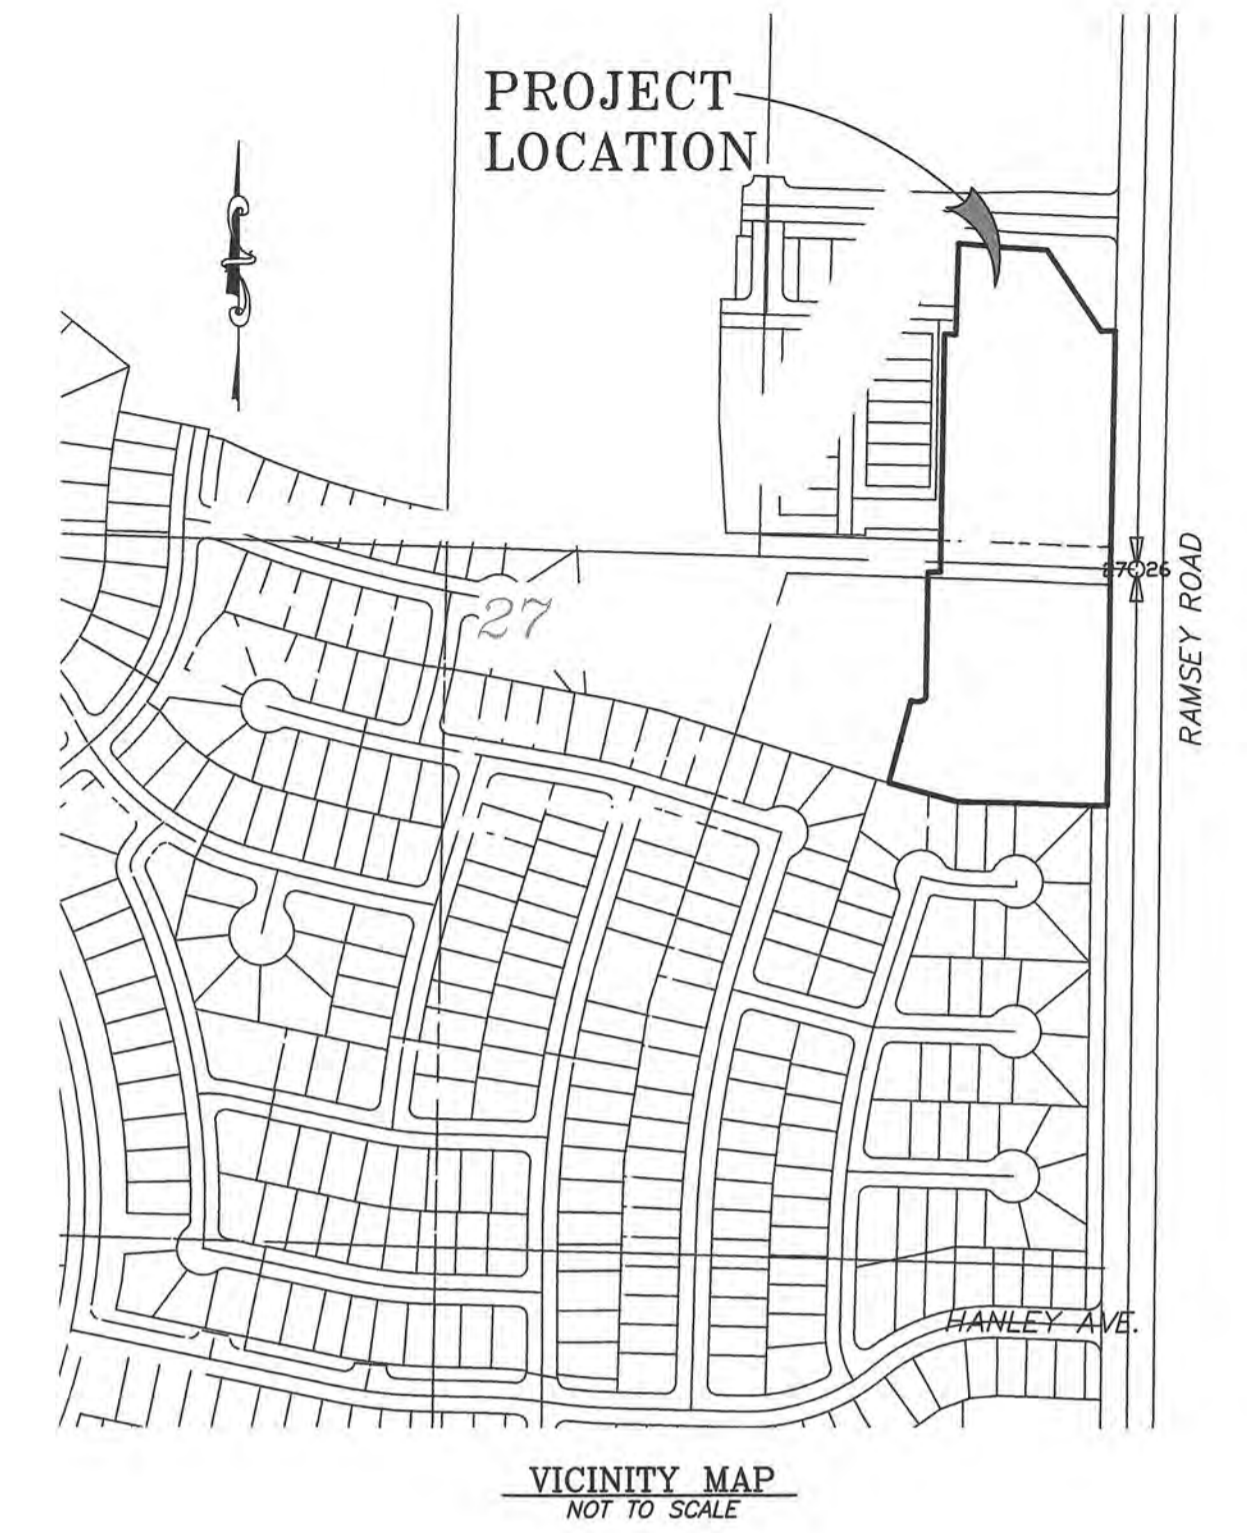 PROJECT
LOCATION
27 26
RAMSEY ROAD
27
HANLEY AVE.
VICINITY MAP
NOT TO SCALE